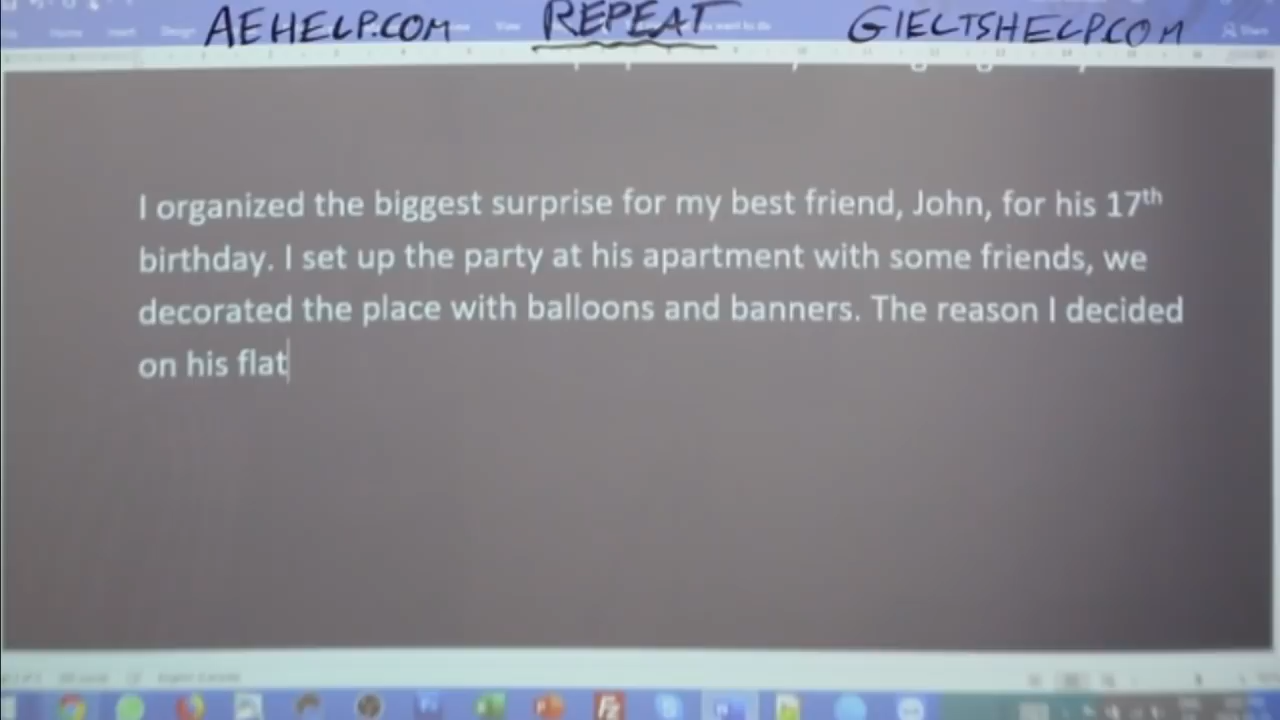 AEHELP.COM REPEAT GIELTSHELP.COM
I organized the biggest surprise for my best friend, John, for his 17th
birthday. I set up the party at his apartment with some friends, we
decorated the place with balloons and banners. The reason I decided
on his flat